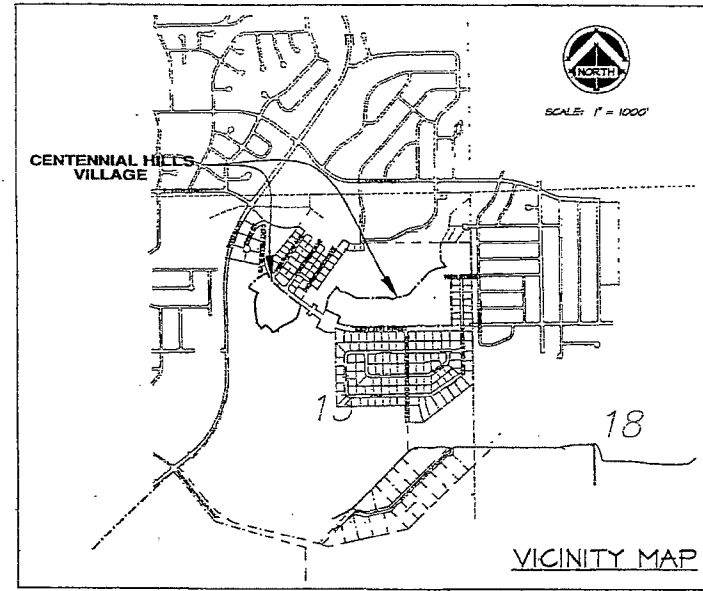 NORTH
SCALE: 1" = 1000'
CENTENNIAL HILLS
VILLAGE
18
VICINITY MAP